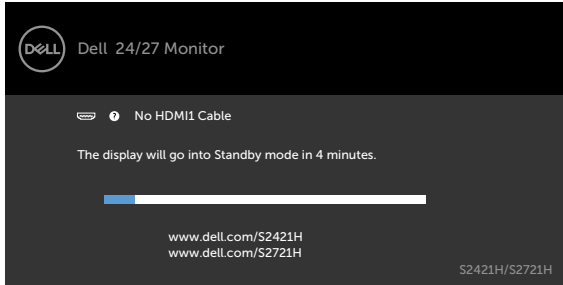 DELL
Dell 24/27 Monitor
? No HDMI1 Cable
The display will go into Standby mode in 4 minutes.
www.dell.com/S2421H
www.dell.com/S2721H
S2421H/S2721H